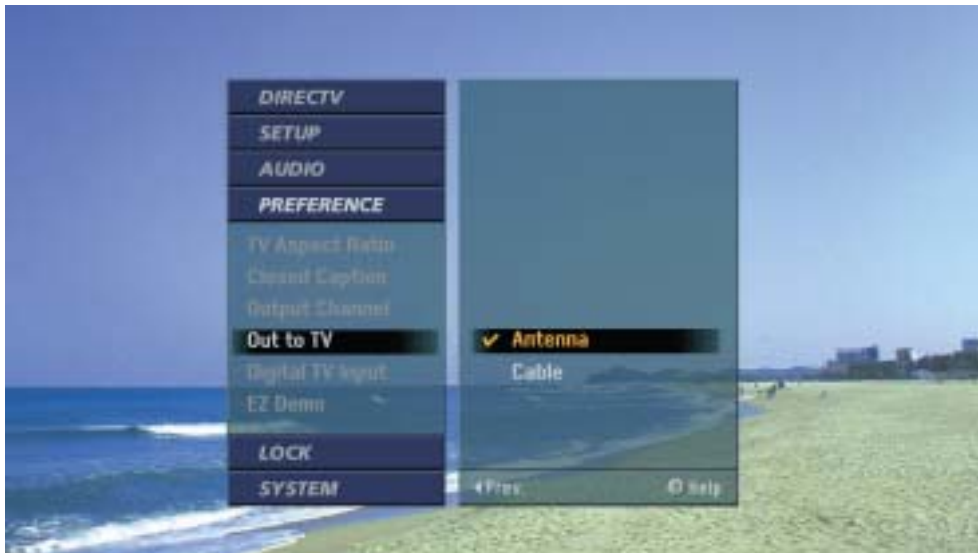 DIRECTV
SETUP
AUDIO
PREFERENCE
TV Aspect Ratio
Closed Caption
Output Channel
Out to TV
Digital TV Input
EZ Demo
LOCK
SYSTEM
✔ Antenna
Cable
Prev.
help